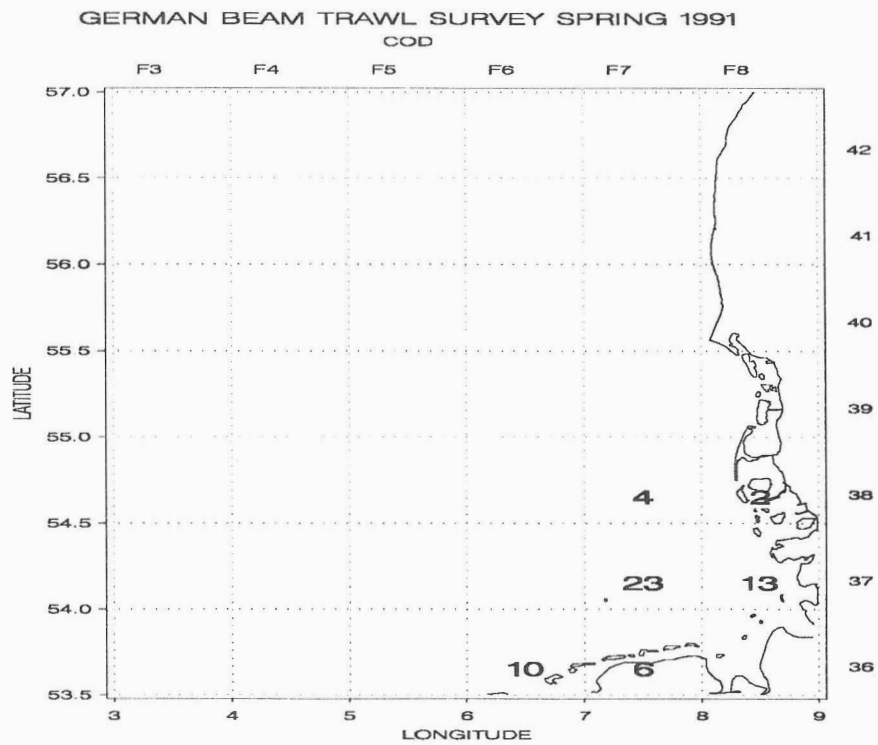 GERMAN BEAM TRAWL SURVEY SPRING 1991
COD
F3 F4 F5 F6 F7 F8
57.0
42
56.5
41
56.0
40
55.5
LATITUDE
39
55.0
4 2 38
54.5
23 13 37
54.0
10 6 36
53.5
3 4 5 6 7 8 9
LONGITUDE